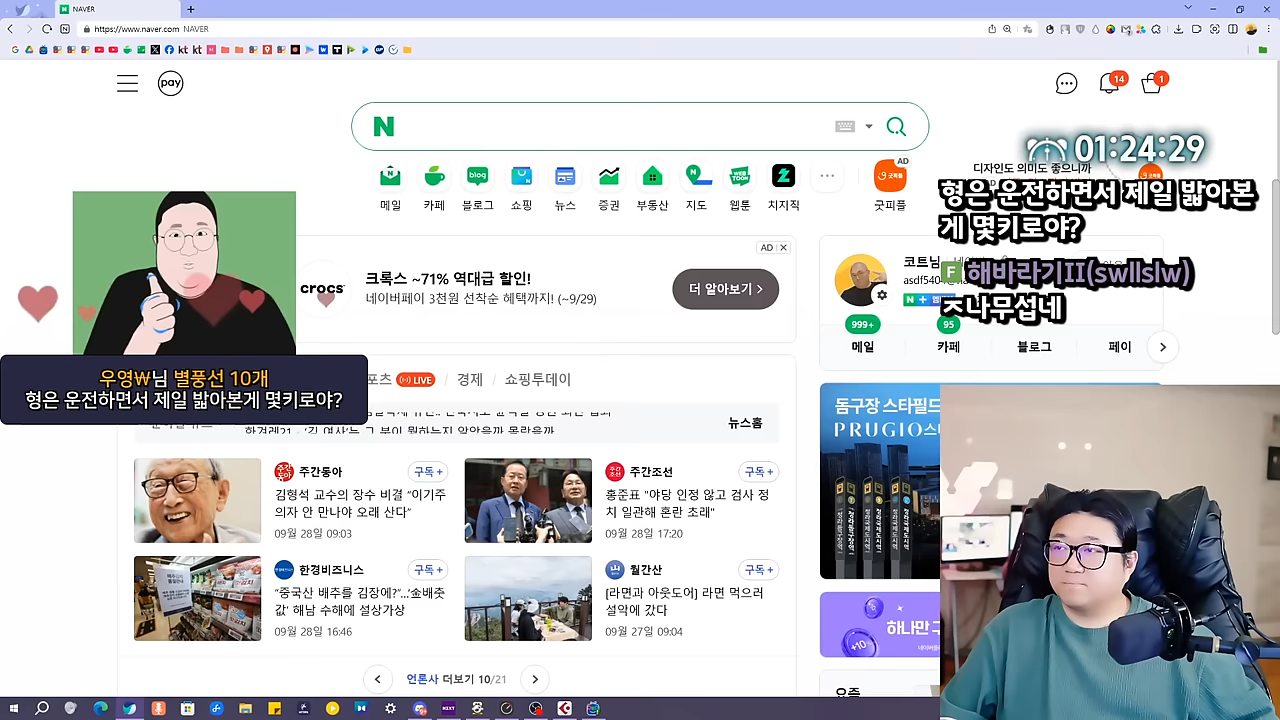 NAVER
https://www.naver.com NAVER
pay
14
1
N
01:24:29
AD
디자인도 의미도 좋으니까
메일
카페
블로그
쇼핑
뉴스
증권
부동산
지도
웹툰
치지직
굿피플
blog
WEB
TOON
형은 운전하면서 제일 밟아본
게 몇키로야?
F 해바라기II(swllslw)
ㅈ나무섭네
AD
crocs
크록스 ~71% 역대급 할인!
네이버페이 3천원 선착순 혜택까지! (~9/29)
더 알아보기
코트님
N +
999+
95
메일
카페
블로그
페이
우영₩님 별풍선 10개
형은 운전하면서 제일 밟아본게 몇키로야?
포츠 LIVE
경제
쇼핑투데이
뉴스홈
돔구장 스타필드
PRUGIO
주간동아
구독+
김형석 교수의 장수 비결 “이기주
의자 안 만나야 오래 산다”
09월 28일 09:03
주간조선
구독+
홍준표 "야당 인정 않고 검사 정
치 일관해 혼란 초래"
09월 28일 17:20
한경비즈니스
구독+
“중국산 배추를 김장에?”…‘金배춧
값’ 해남 수해에 설상가상
09월 28일 16:46
월간산
구독+
[라면과 아웃도어] 라면 먹으러
설악에 갔다
09월 27일 09:04
하나만
+10
언론사 더보기 10/21
요즘